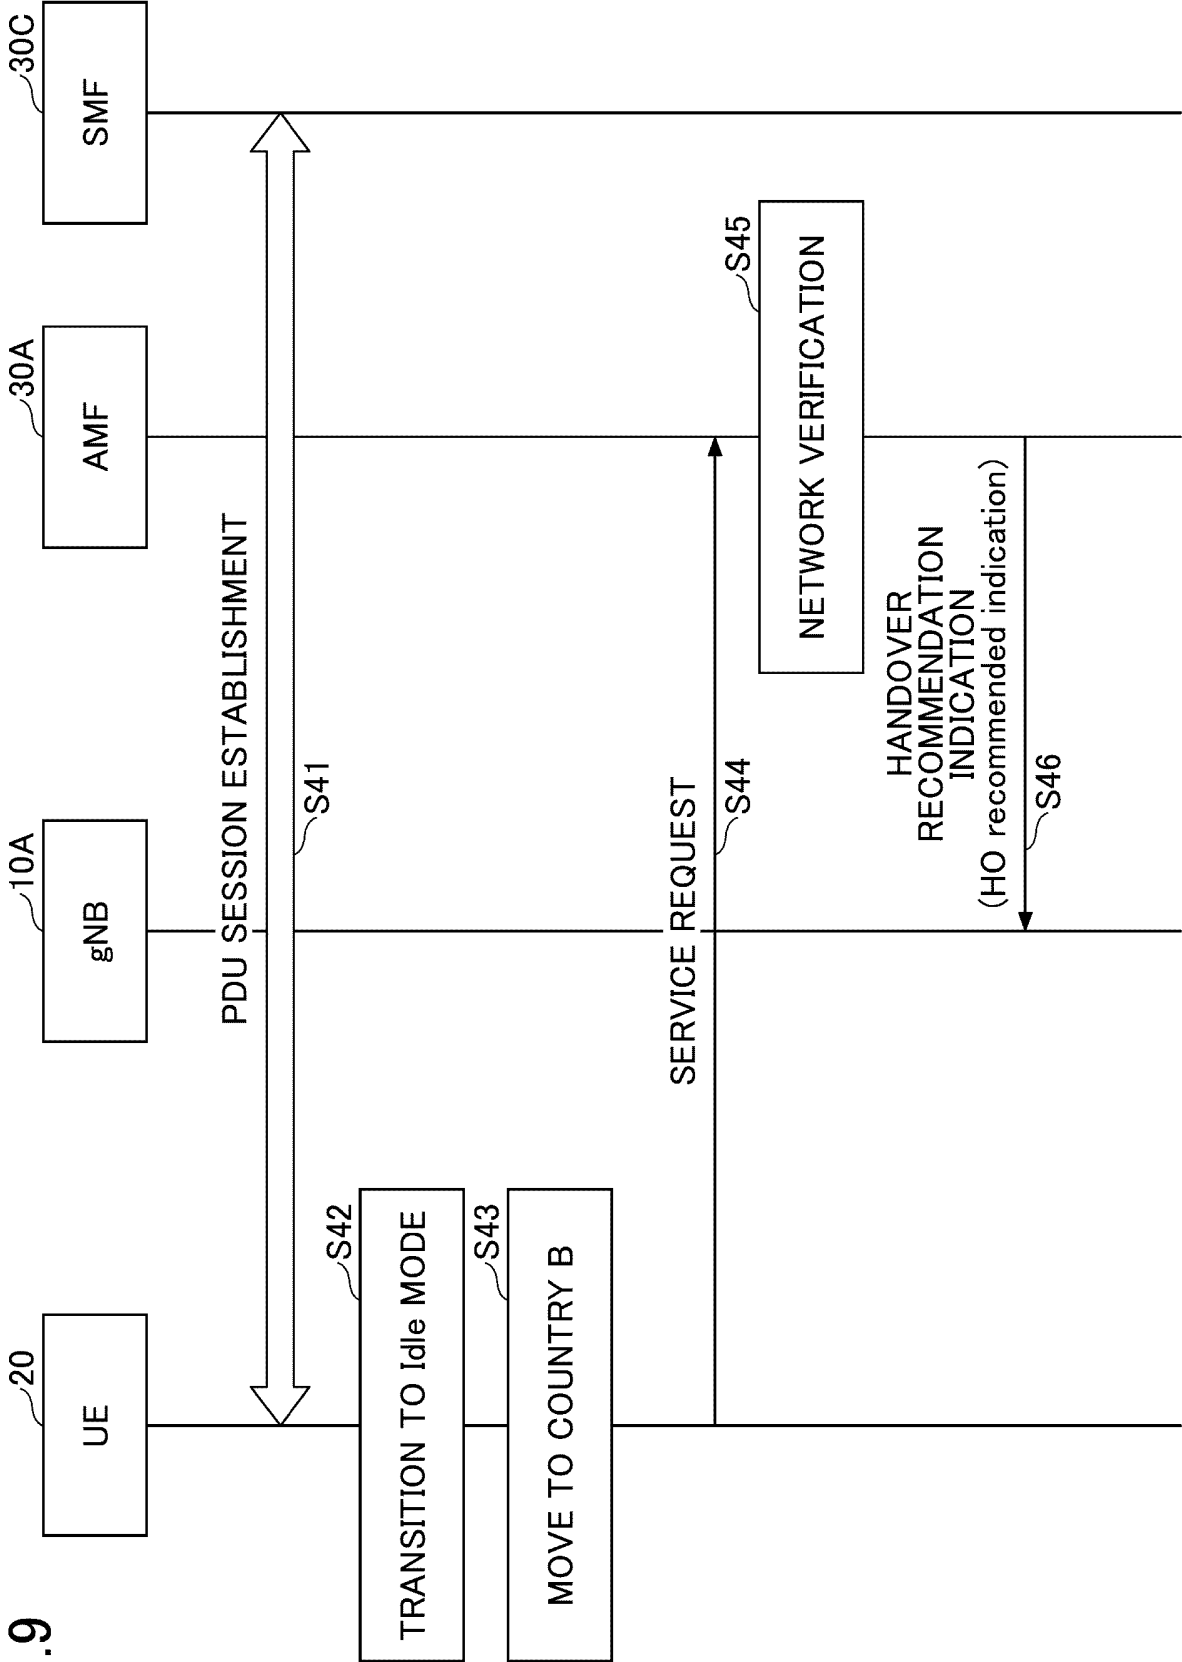 .9
20
UE
10A
gNB
30A
AMF
30C
SMF
PDU SESSION ESTABLISHMENT
S41
S42
TRANSITION TO Idle MODE
S43
MOVE TO COUNTRY B
SERVICE REQUEST
S44
S45
NETWORK VERIFICATION
HANDOVER
RECOMMENDATION
INDICATION
(HO recommended indication)
S46